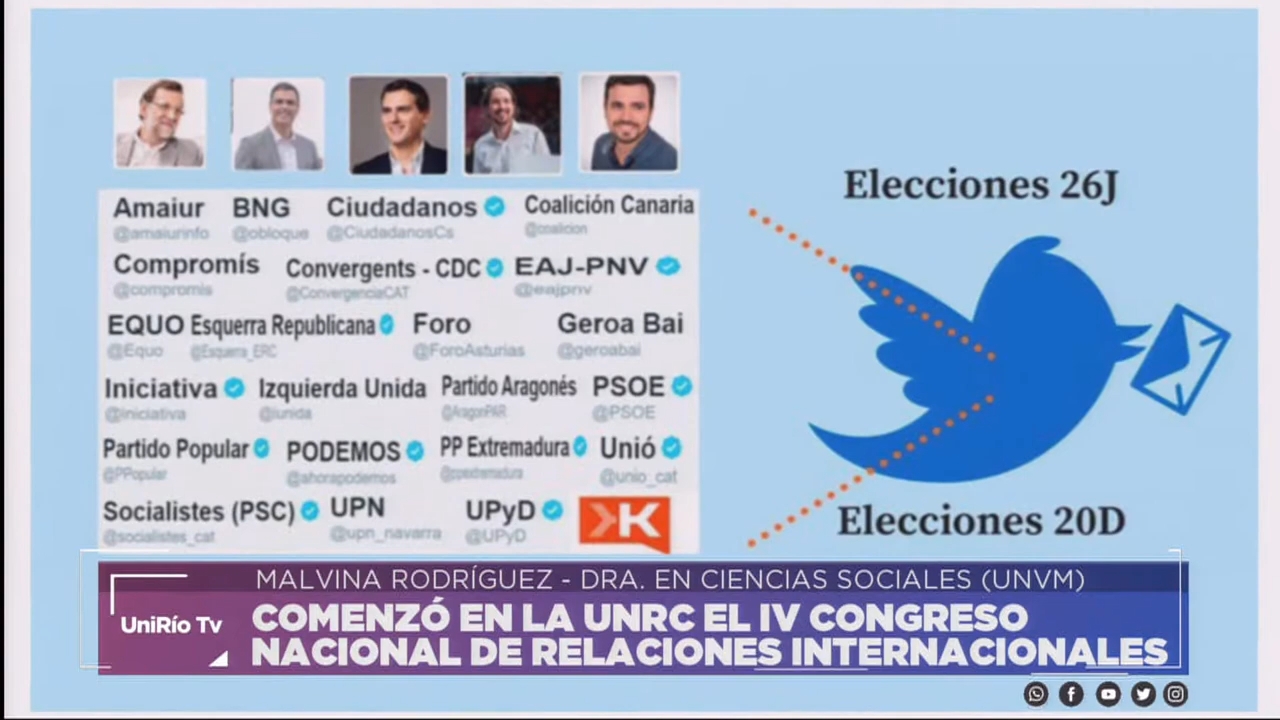 Amaiur BNG Ciudadanos Coalición Canaria
@amaiurinfo @obloque @CiudadanosCs @coalicion
Compromís Convergents - CDC EAJ-PNV
@compromis @ConvergenciaCAT @eajpnv
EQUO Esquerra Republicana Foro Geroa Bai
@Equo @Esquerra_ERC @ForoAsturias @geroabai
Iniciativa Izquierda Unida Partido Aragonés PSOE
@iniciativa @iunida @AragonPAR @PSOE
Partido Popular PODEMOS PP Extremadura Unió
@PPopular @ahorapodemos @ppextremadura @unio_cat
Socialistes (PSC) UPN UPyD K
@socialistes_cat @upn_navarra @UPyD
Elecciones 26J
Elecciones 20D
MALVINA RODRÍGUEZ - DRA. EN CIENCIAS SOCIALES (UNVM)
UniRío Tv
COMENZÓ EN LA UNRC EL IV CONGRESO
NACIONAL DE RELACIONES INTERNACIONALES